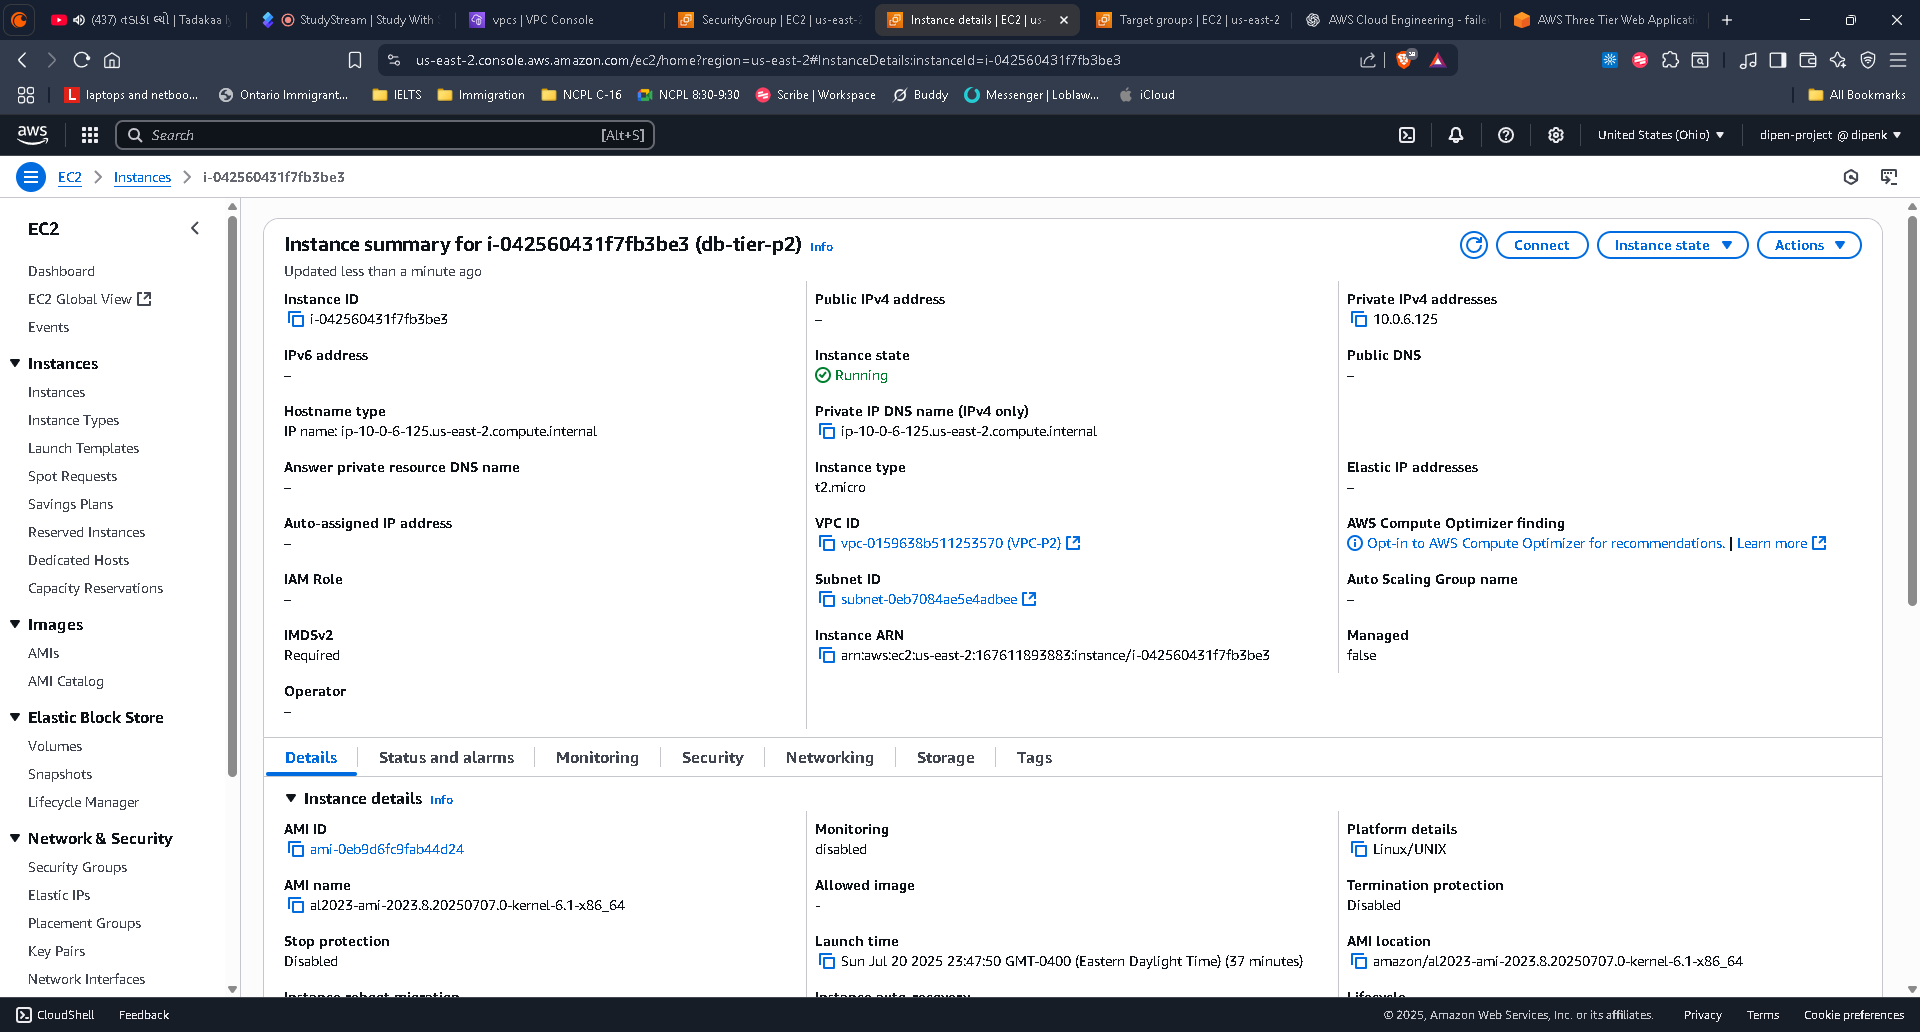 (437) તડાકા બ્યો | Tadakaa
StudyStream | Study With
vpcs | VPC Console
SecurityGroup | EC2 | us-east-2
Instance details | EC2 | us-
Target groups | EC2 | us-east-2
AWS Cloud Engineering - faile
AWS Three Tier Web Applicati
us-east-2.console.aws.amazon.com/ec2/home?region=us-east-2#InstanceDetails:instanceId=i-042560431f7fb3be3
laptops and netboo...
Ontario Immigrant...
IELTS
Immigration
NCPL C-16
NCPL 8:30-9:30
Scribe | Workspace
Buddy
Messenger | Loblaw...
iCloud
All Bookmarks
aws
Search
[Alt+S]
United States (Ohio)
dipen-project @ dipenk
EC2
Instances
i-042560431f7fb3be3
EC2
Dashboard
EC2 Global View
Events
Instances
Instances
Instance Types
Launch Templates
Spot Requests
Savings Plans
Reserved Instances
Dedicated Hosts
Capacity Reservations
Images
AMIs
AMI Catalog
Elastic Block Store
Volumes
Snapshots
Lifecycle Manager
Network & Security
Security Groups
Elastic IPs
Placement Groups
Key Pairs
Network Interfaces
Instance summary for i-042560431f7fb3be3 (db-tier-p2) Info
Updated less than a minute ago
Connect
Instance state
Actions
Instance ID
i-042560431f7fb3be3
Public IPv4 address
–
Private IPv4 addresses
10.0.6.125
IPv6 address
–
Instance state
Running
Public DNS
–
Hostname type
IP name: ip-10-0-6-125.us-east-2.compute.internal
Private IP DNS name (IPv4 only)
ip-10-0-6-125.us-east-2.compute.internal
Answer private resource DNS name
–
Instance type
t2.micro
Elastic IP addresses
–
Auto-assigned IP address
–
VPC ID
vpc-0159638b511253570 (VPC-P2)
AWS Compute Optimizer finding
Opt-in to AWS Compute Optimizer for recommendations. | Learn more
IAM Role
–
Subnet ID
subnet-0eb7084ae5e4adbee
Auto Scaling Group name
–
IMDSv2
Required
Instance ARN
arn:aws:ec2:us-east-2:167611893883:instance/i-042560431f7fb3be3
Managed
false
Operator
–
Details
Status and alarms
Monitoring
Security
Networking
Storage
Tags
Instance details Info
AMI ID
ami-0eb9d6fc9fab44d24
Monitoring
disabled
Platform details
Linux/UNIX
AMI name
al2023-ami-2023.8.20250707.0-kernel-6.1-x86_64
Allowed image
-
Termination protection
Disabled
Stop protection
Disabled
Launch time
Sun Jul 20 2025 23:47:50 GMT-0400 (Eastern Daylight Time) (37 minutes)
AMI location
amazon/al2023-ami-2023.8.20250707.0-kernel-6.1-x86_64
Instance reboot migration
Instance auto-recovery
Lifecycle
CloudShell
Feedback
© 2025, Amazon Web Services, Inc. or its affiliates.
Privacy
Terms
Cookie preferences